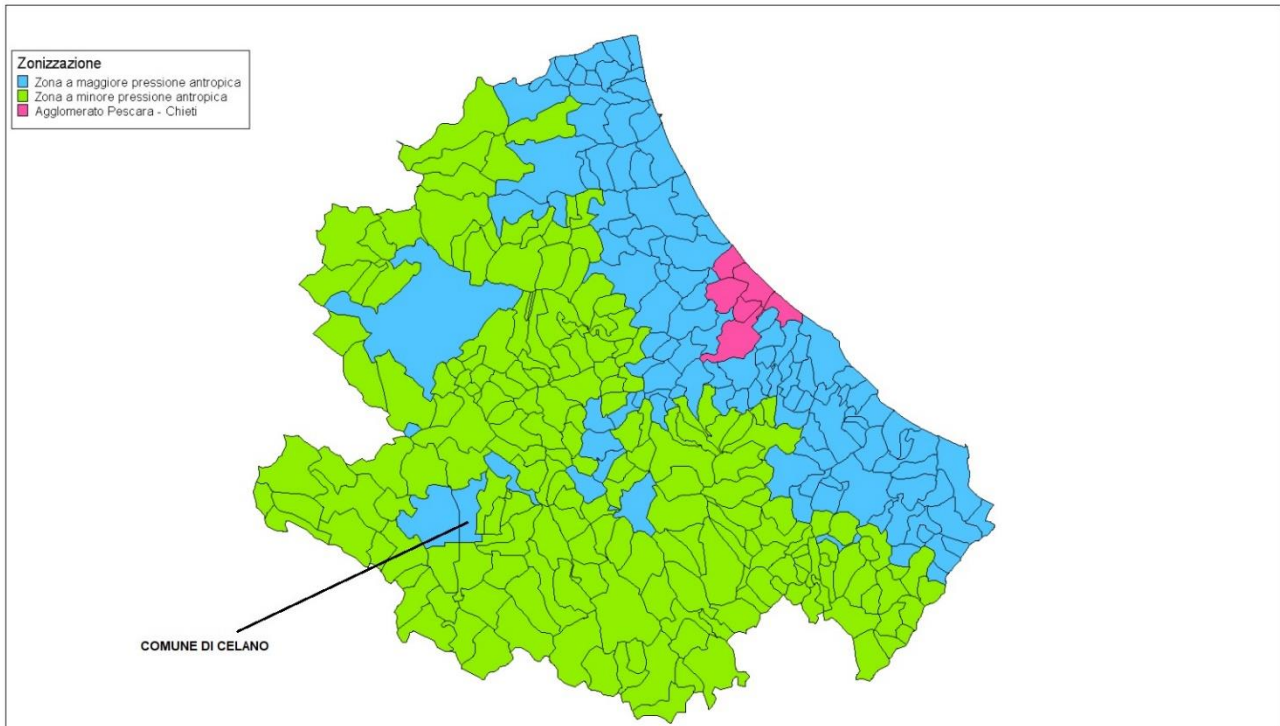 Zonizzazione
Zona a maggiore pressione antropica
Zona a minore pressione antropica
Agglomerato Pescara - Chieti
COMUNE DI CELANO